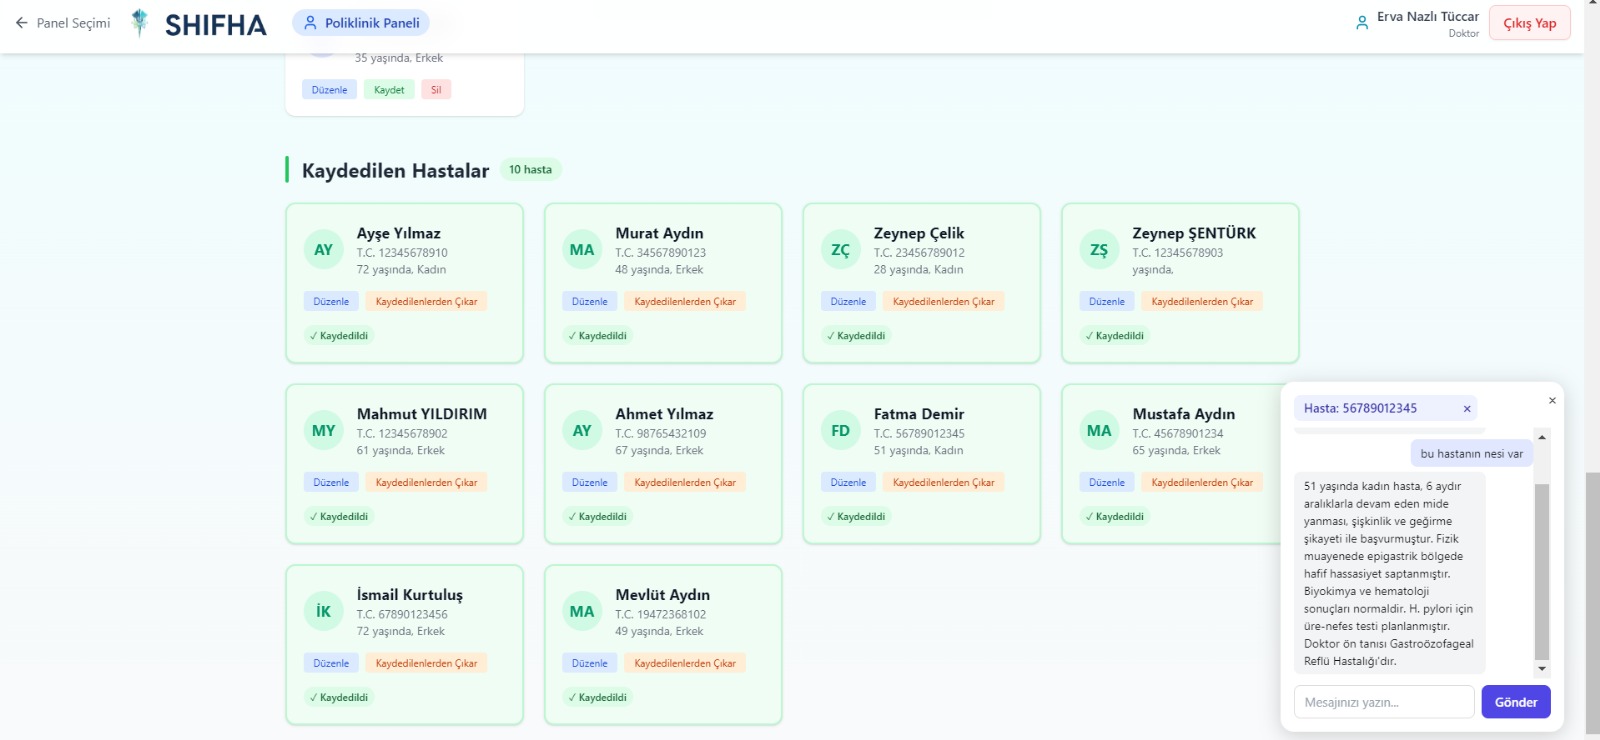 ← Panel Seçimi
SHIFHA
Poliklinik Paneli
Erva Nazlı Tüccar
Doktor
Çıkış Yap
35 yaşında, Erkek
Düzenle
Kaydet
Sil
Kaydedilen Hastalar
10 hasta
AY
Ayşe Yılmaz
T.C. 12345678910
72 yaşında, Kadın
Düzenle
Kaydedilenlerden Çıkar
✓ Kaydedildi
MA
Murat Aydın
T.C. 34567890123
48 yaşında, Erkek
Düzenle
Kaydedilenlerden Çıkar
✓ Kaydedildi
ZÇ
Zeynep Çelik
T.C. 23456789012
28 yaşında, Kadın
Düzenle
Kaydedilenlerden Çıkar
✓ Kaydedildi
ZŞ
Zeynep ŞENTÜRK
T.C. 12345678903
yaşında,
Düzenle
Kaydedilenlerden Çıkar
✓ Kaydedildi
MY
Mahmut YILDIRIM
T.C. 12345678902
61 yaşında, Erkek
Düzenle
Kaydedilenlerden Çıkar
✓ Kaydedildi
AY
Ahmet Yılmaz
T.C. 98765432109
67 yaşında, Erkek
Düzenle
Kaydedilenlerden Çıkar
✓ Kaydedildi
FD
Fatma Demir
T.C. 56789012345
51 yaşında, Kadın
Düzenle
Kaydedilenlerden Çıkar
✓ Kaydedildi
MA
Mustafa Aydın
T.C. 45678901234
65 yaşında, Erkek
Düzenle
Kaydedilenlerden Çıkar
✓ Kaydedildi
İK
İsmail Kurtuluş
T.C. 67890123456
72 yaşında, Erkek
Düzenle
Kaydedilenlerden Çıkar
✓ Kaydedildi
MA
Mevlüt Aydın
T.C. 19472368102
49 yaşında, Erkek
Düzenle
Kaydedilenlerden Çıkar
✓ Kaydedildi
Hasta: 56789012345 ×
×
bu hastanın nesi var
51 yaşında kadın hasta, 6 aydır
aralıklarla devam eden mide
yanması, şişkinlik ve geğirme
şikayeti ile başvurmuştur. Fizik
muayenede epigastrik bölgede
hafif hassasiyet saptanmıştır.
Biyokimya ve hematoloji
sonuçları normaldir. H. pylori için
üre-nefes testi planlanmıştır.
Doktor ön tanısı Gastroözofageal
Reflü Hastalığı'dır.
Mesajınızı yazın...
Gönder